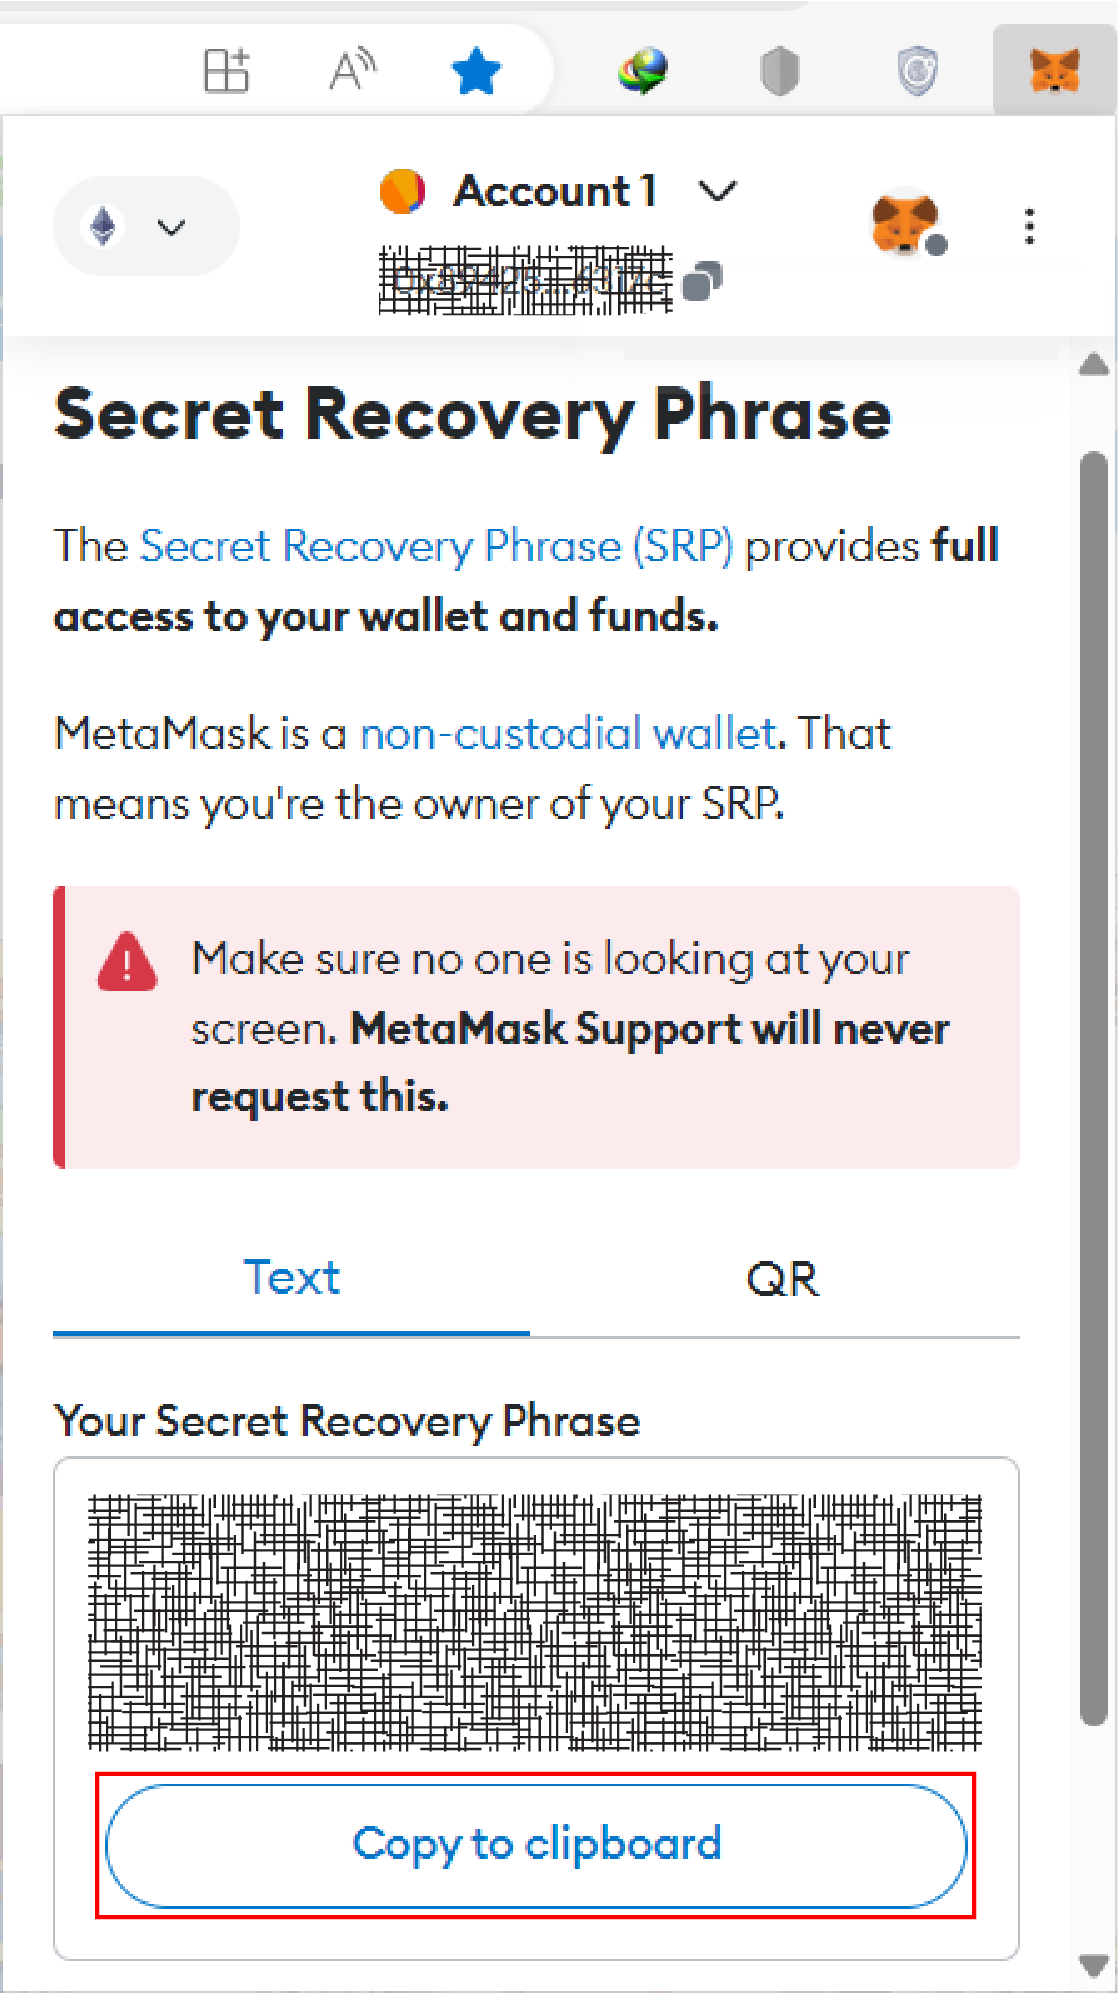 Account 1
Secret Recovery Phrase
The Secret Recovery Phrase (SRP) provides full
access to your wallet and funds.
MetaMask is a non-custodial wallet. That
means you're the owner of your SRP.
Make sure no one is looking at your
screen. MetaMask Support will never
request this.
Text QR
Your Secret Recovery Phrase
Copy to clipboard